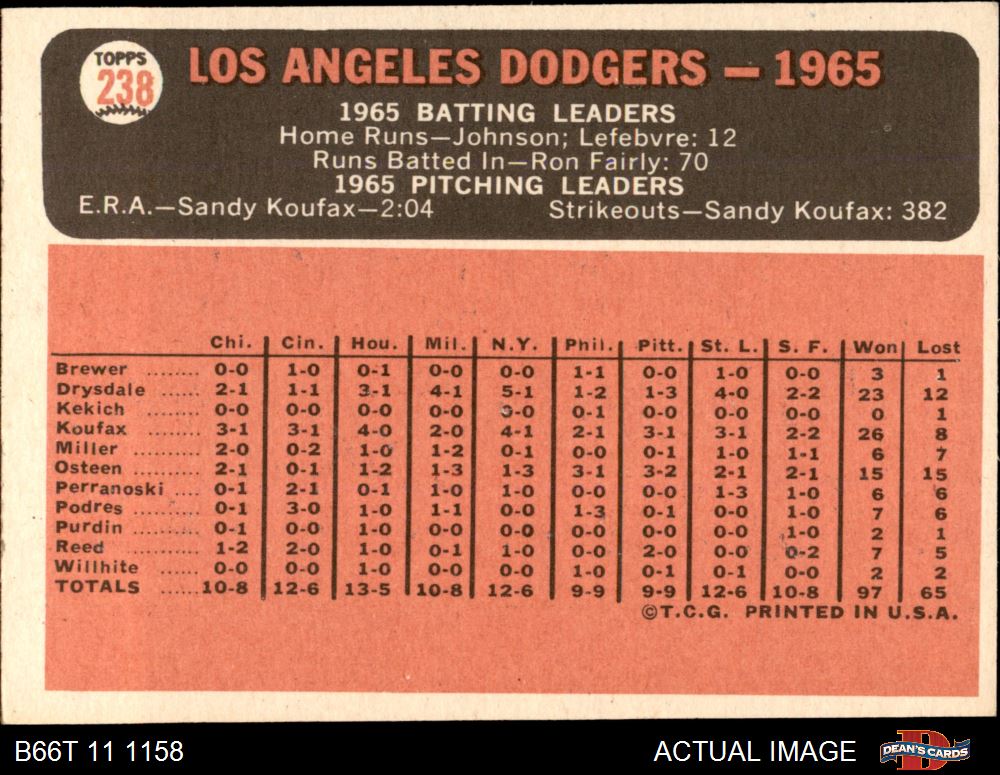 TOPPS
238
LOS ANGELES DODGERS — 1965
1965 BATTING LEADERS
Home Runs—Johnson; Lefebvre: 12
Runs Batted In—Ron Fairly: 70
1965 PITCHING LEADERS
E.R.A.—Sandy Koufax—2:04 Strikeouts—Sandy Koufax: 382
Chi. Cin. Hou. Mil. N.Y. Phil. Pitt. St. L. S. F. Won Lost
Brewer ........ 0-0 1-0 0-1 0-0 0-0 1-1 0-0 1-0 0-0 3 1
Drysdale ...... 2-1 1-1 3-1 4-1 5-1 1-2 1-3 4-0 2-2 23 12
Kekich ........ 0-0 0-0 0-0 0-0 0-0 0-1 0-0 0-0 0-0 0 1
Koufax ........ 3-1 3-1 4-0 2-0 4-1 2-1 3-1 3-1 2-2 26 8
Miller .......... 2-0 0-2 1-0 1-2 0-1 0-0 0-1 1-0 1-1 6 7
Osteen .......... 2-1 0-1 1-2 1-3 1-3 3-1 3-2 2-1 2-1 15 15
Perranoski .... 0-1 2-1 0-1 1-0 1-0 0-0 0-0 1-3 1-0 6 6
Podres .......... 0-1 3-0 1-0 1-1 0-0 1-3 0-1 0-0 1-0 7 6
Purdin .......... 0-1 0-0 1-0 0-0 0-0 0-0 0-0 0-0 1-0 2 1
Reed ............ 1-2 2-0 1-0 0-1 1-0 0-0 2-0 0-0 0-2 7 5
Willhite ...... 0-0 0-0 1-0 0-0 0-0 1-0 0-1 0-1 0-0 2 2
TOTALS ...... 10-8 12-6 13-5 10-8 12-6 9-9 9-9 12-6 10-8 97 65
©T.C.G. PRINTED IN U.S.A.
B66T 11 1158 ACTUAL IMAGE DEAN'S CARDS